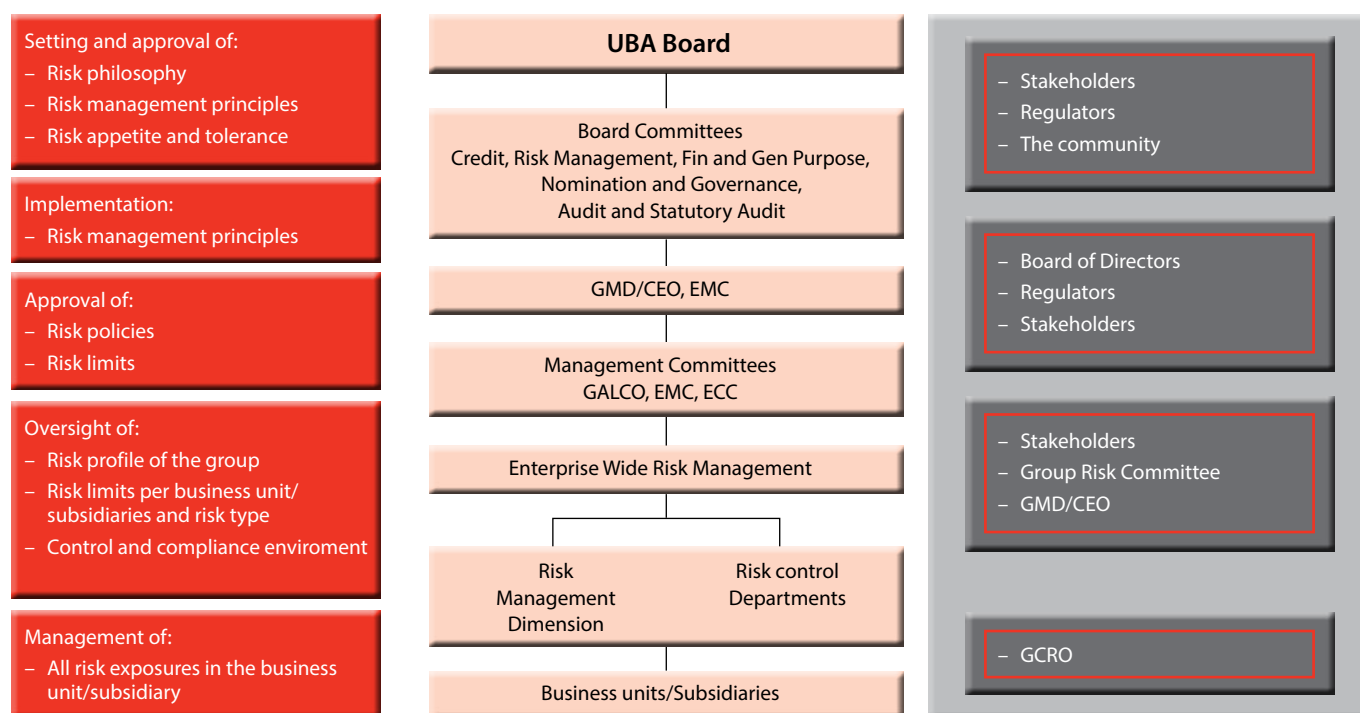 Setting and approval of:
– Risk philosophy
– Risk management principles
– Risk appetite and tolerance
Implementation:
– Risk management principles
Approval of:
– Risk policies
– Risk limits
Oversight of:
– Risk profile of the group
– Risk limits per business unit/
subsidiaries and risk type
– Control and compliance enviroment
Management of:
– All risk exposures in the business
unit/subsidiary
UBA Board
Board Committees
Credit, Risk Management, Fin and Gen Purpose,
Nomination and Governance,
Audit and Statutory Audit
GMD/CEO, EMC
Management Committees
GALCO, EMC, ECC
Enterprise Wide Risk Management
Risk
Management
Dimension
Risk control
Departments
Business units/Subsidiaries
– Stakeholders
– Regulators
– The community
– Board of Directors
– Regulators
– Stakeholders
– Stakeholders
– Group Risk Committee
– GMD/CEO
– GCRO